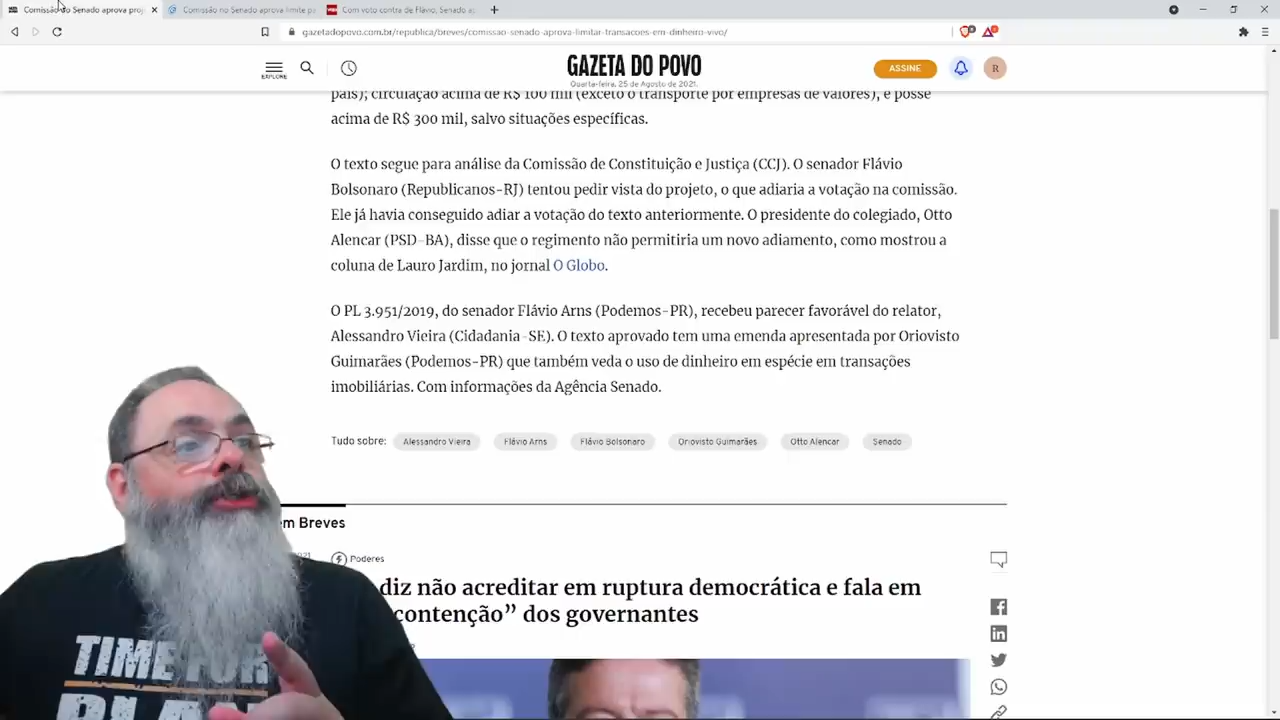 Comissão do Senado aprova proj
Comissão no Senado aprova limite pa
Com voto contra de Flávio, Senado a
gazetadopovo.com.br/republica/breves/comissao-senado-aprova-limitar-transacoes-em-dinheiro-vivo/
EXPLORE
GAZETA DO POVO
Quarta-feira, 25 de Agosto de 2021.
ASSINE
R
país); circulação acima de R$ 100 mil (exceto o transporte por empresas de valores), e posse
acima de R$ 300 mil, salvo situações específicas.
O texto segue para análise da Comissão de Constituição e Justiça (CCJ). O senador Flávio
Bolsonaro (Republicanos-RJ) tentou pedir vista do projeto, o que adiaria a votação na comissão.
Ele já havia conseguido adiar a votação do texto anteriormente. O presidente do colegiado, Otto
Alencar (PSD-BA), disse que o regimento não permitiria um novo adiamento, como mostrou a
coluna de Lauro Jardim, no jornal O Globo.
O PL 3.951/2019, do senador Flávio Arns (Podemos-PR), recebeu parecer favorável do relator,
Alessandro Vieira (Cidadania-SE). O texto aprovado tem uma emenda apresentada por Oriovisto
Guimarães (Podemos-PR) que também veda o uso de dinheiro em espécie em transações
imobiliárias. Com informações da Agência Senado.
Tudo sobre: Alessandro Vieira Flávio Arns Flávio Bolsonaro Oriovisto Guimarães Otto Alencar Senado
em Breves
Poderes
diz não acreditar em ruptura democrática e fala em
contenção” dos governantes
TIME FOR
PLAN